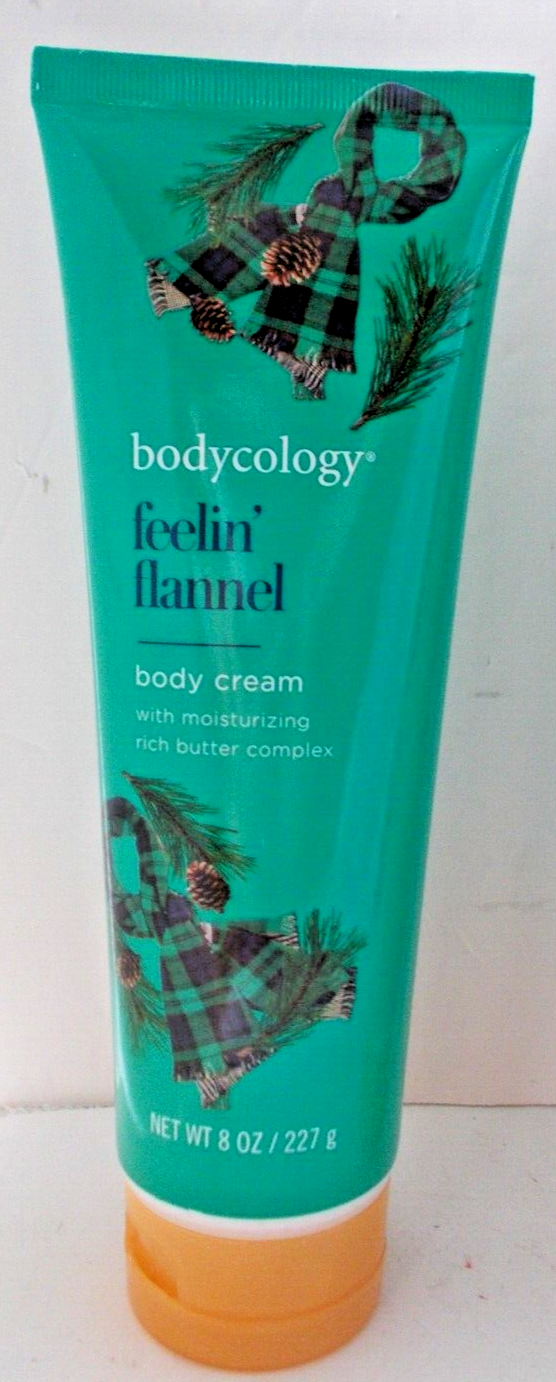 bodycology®
feelin'
flannel
body cream
with moisturizing
rich butter complex
NET WT 8 OZ / 227 g